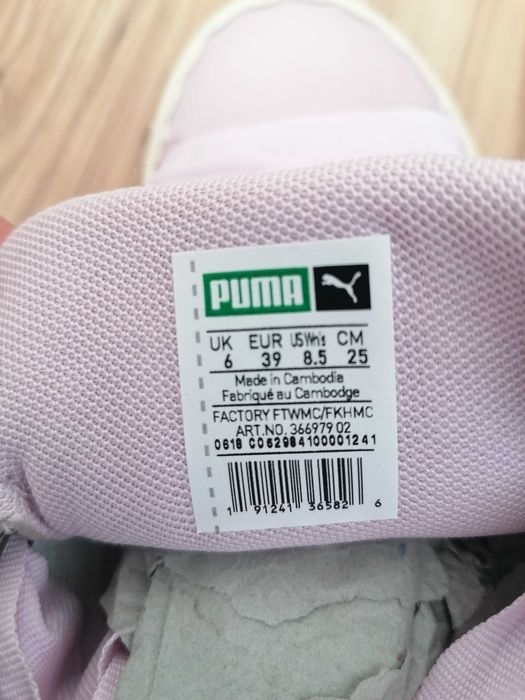 PUMA
UK EUR US Wn's CM
6 39 8.5 25
Made in Cambodia
Fabriqué au Cambodge
FACTORY FTWMC/FKHMC
ART.NO. 366979 02
0618 C062984100001241
1 91241 36582 6